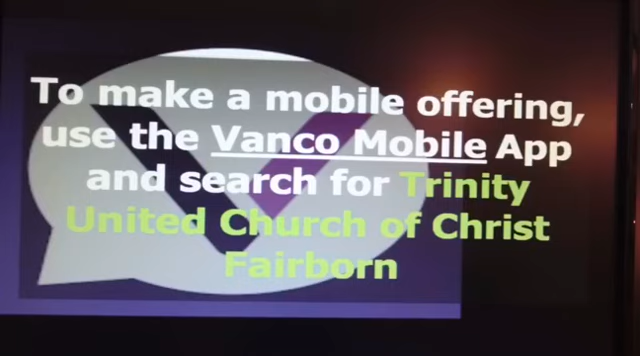 To make a mobile offering,
use the Vanco Mobile App
and search for Trinity
United Church of Christ
Fairborn